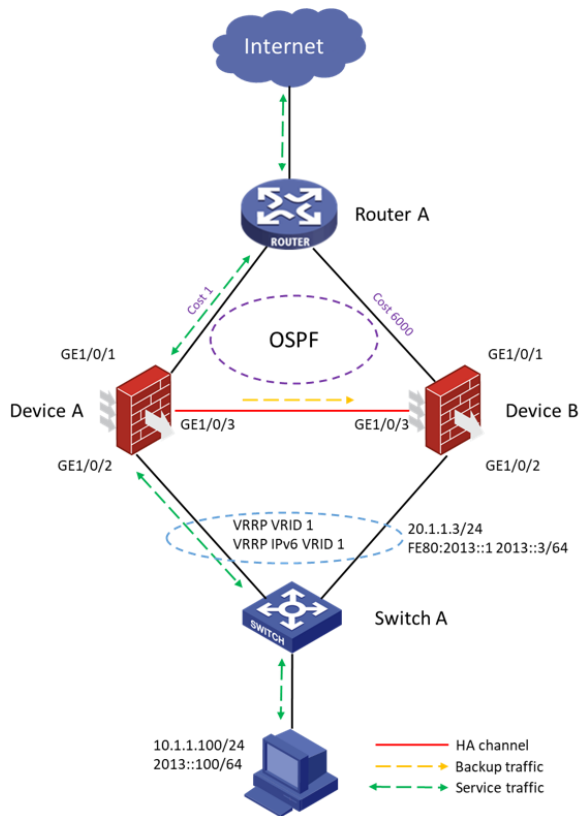 Internet
Router A
ROUTER
Cost 1
Cost 6000
OSPF
GE1/0/1
GE1/0/1
Device A
GE1/0/3
GE1/0/3
Device B
GE1/0/2
GE1/0/2
VRRP VRID 1
VRRP IPv6 VRID 1
20.1.1.3/24
FE80:2013::1 2013::3/64
SWITCH
Switch A
10.1.1.100/24
2013::100/64
HA channel
Backup traffic
Service traffic